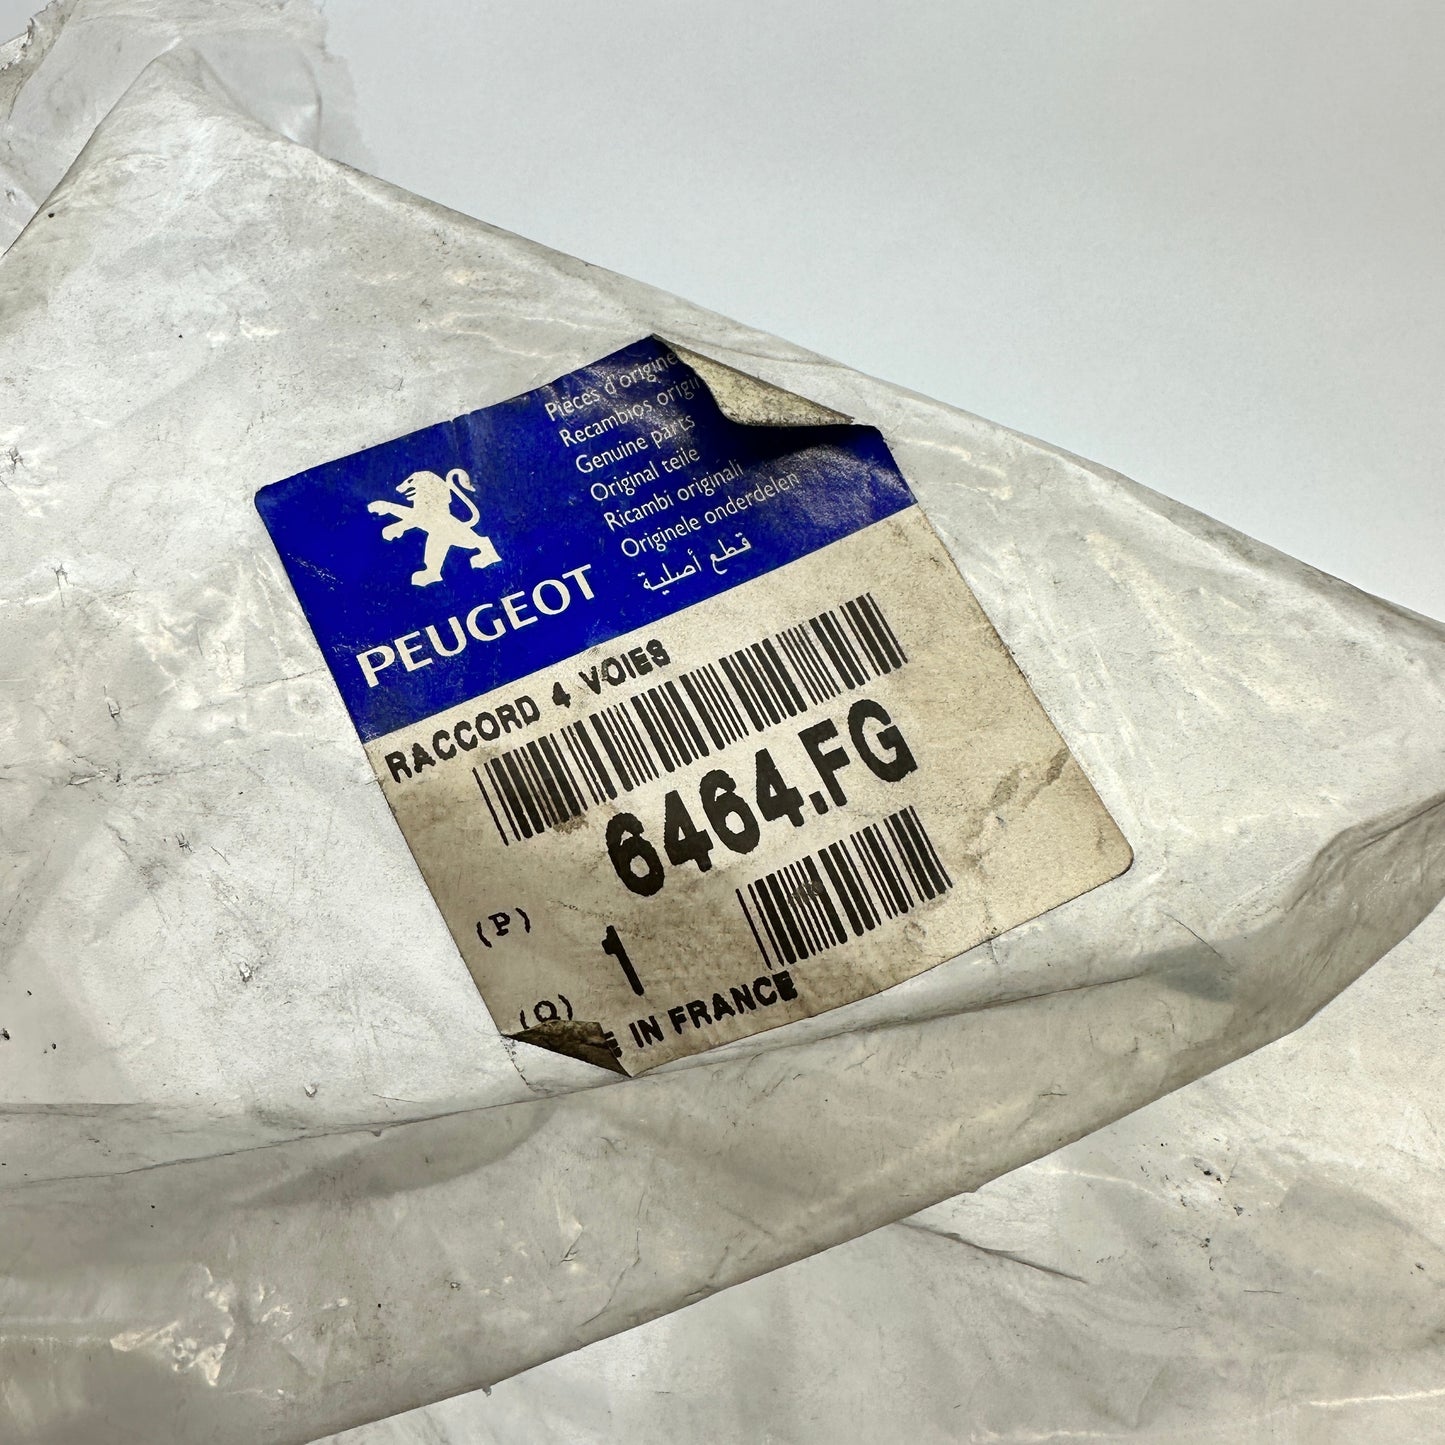 Pièces d'origine
Recambios origin
Genuine parts
Original teile
Ricambi originali
Originele onderdelen
قطع أصلية
PEUGEOT
RACCORD 4 VOIES
6464.FG
(P)
1
(Q)
E IN FRANCE